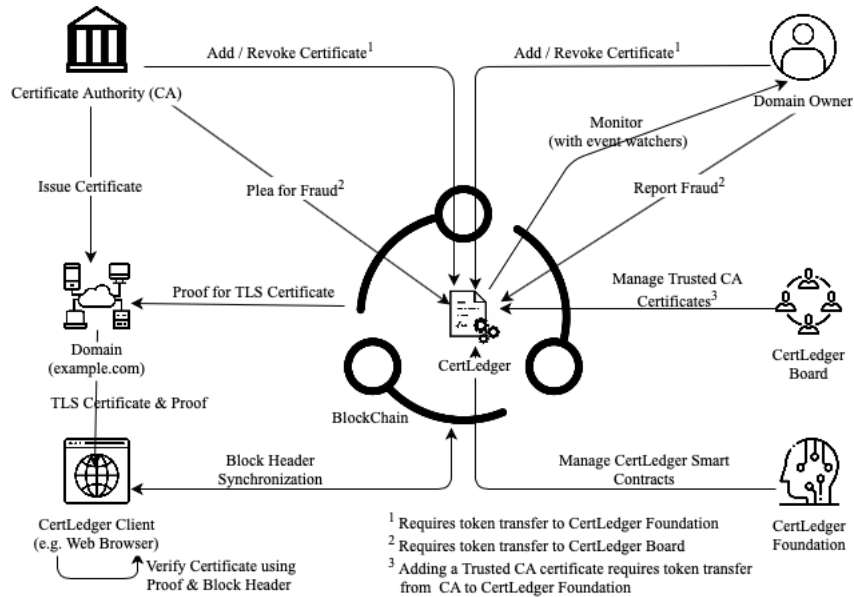 Add / Revoke Certificate1
Add / Revoke Certificate1
Certificate Authority (CA)
Domain Owner
Monitor
(with event watchers)
Issue Certificate
Plea for Fraud2
Report Fraud2
Manage Trusted CA
Certificates3
Proof for TLS Certificate
Domain
(example.com)
CertLedger
CertLedger
Board
TLS Certificate & Proof
BlockChain
Block Header
Synchronization
Manage CertLedger Smart
Contracts
CertLedger Client
(e.g. Web Browser)
CertLedger
Foundation
Verify Certificate using
Proof & Block Header
1 Requires token transfer to CertLedger Foundation
2 Requires token transfer to CertLedger Board
3 Adding a Trusted CA certificate requires token transfer
from CA to CertLedger Foundation